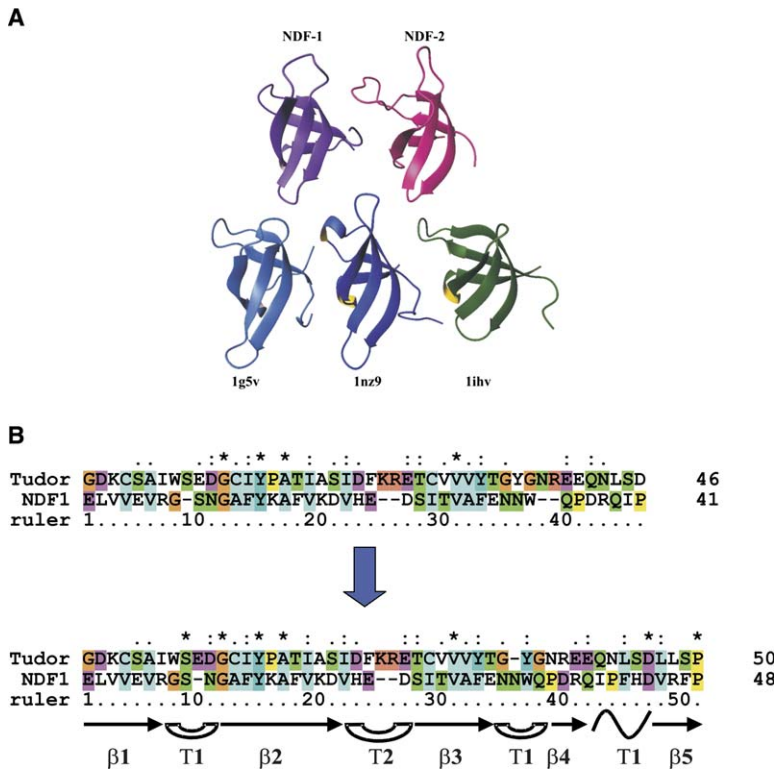 A
NDF-1 NDF-2
1g5v 1nz9 1ihv
B
.. .:*: * * : . : :: .*:. : :.
Tudor GDKCSAIWSEDGCIYPATIASIDFKRETCVVVYTGYGNREEQNLSD 46
NDF1 ELVVEVRG-SNGAFYKAFVKDVHE--DSITVAFENNW--QPDRQIP 41
ruler 1.......10........20........30........40......
.. * :*: * * : . : :: .*:. . : . : . * *
Tudor GDKCSAIWSEDGCIYPATIASIDFKRETCVVVYTG-YGNREEQNLSDLLSP 50
NDF1 ELVVEVRGS-NGAFYKAFVKDVHE--DSITVAFENNWQPDRQIPFHDVRFP 48
ruler 1.......10........20........30........40........50.
β1 T1 β2 T2 β3 T1 β4 T1 β5